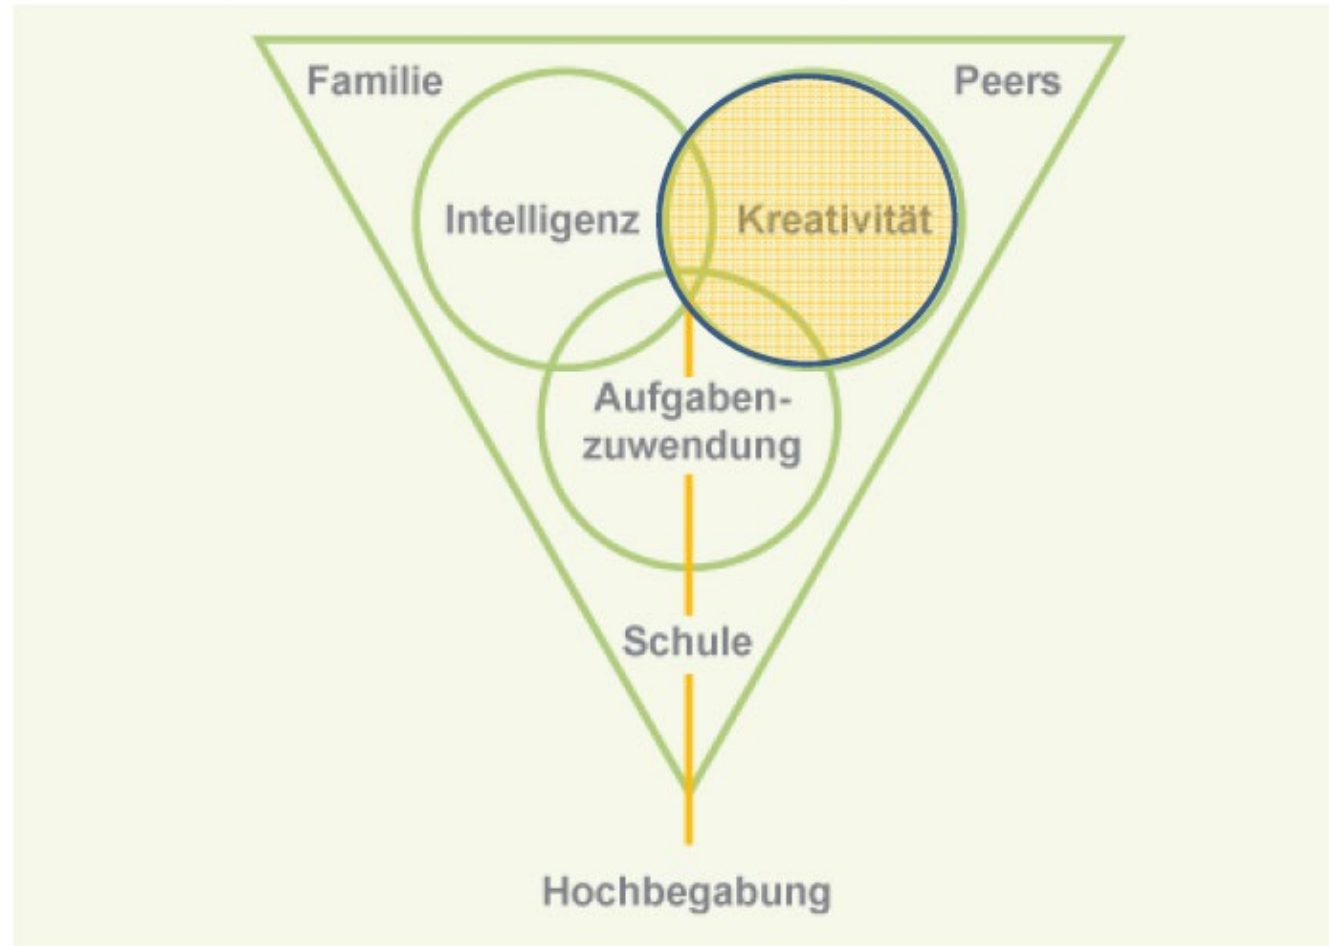 Familie
Peers
Intelligenz
Kreativität
Aufgaben-
zuwendung
Schule
Hochbegabung